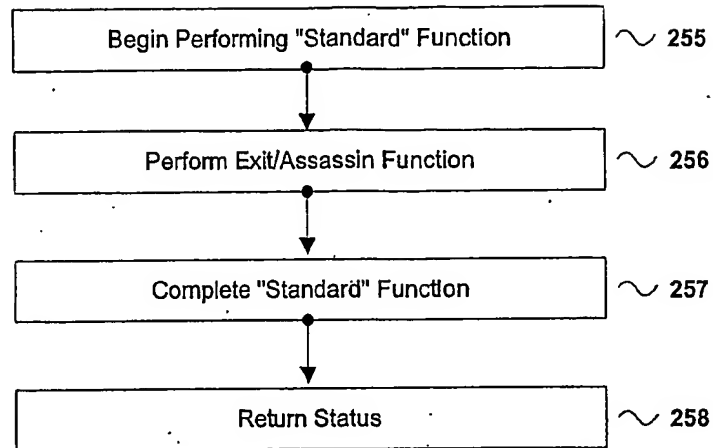 Begin Performing "Standard" Function 255
Perform Exit/Assassin Function 256
Complete "Standard" Function 257
Return Status 258